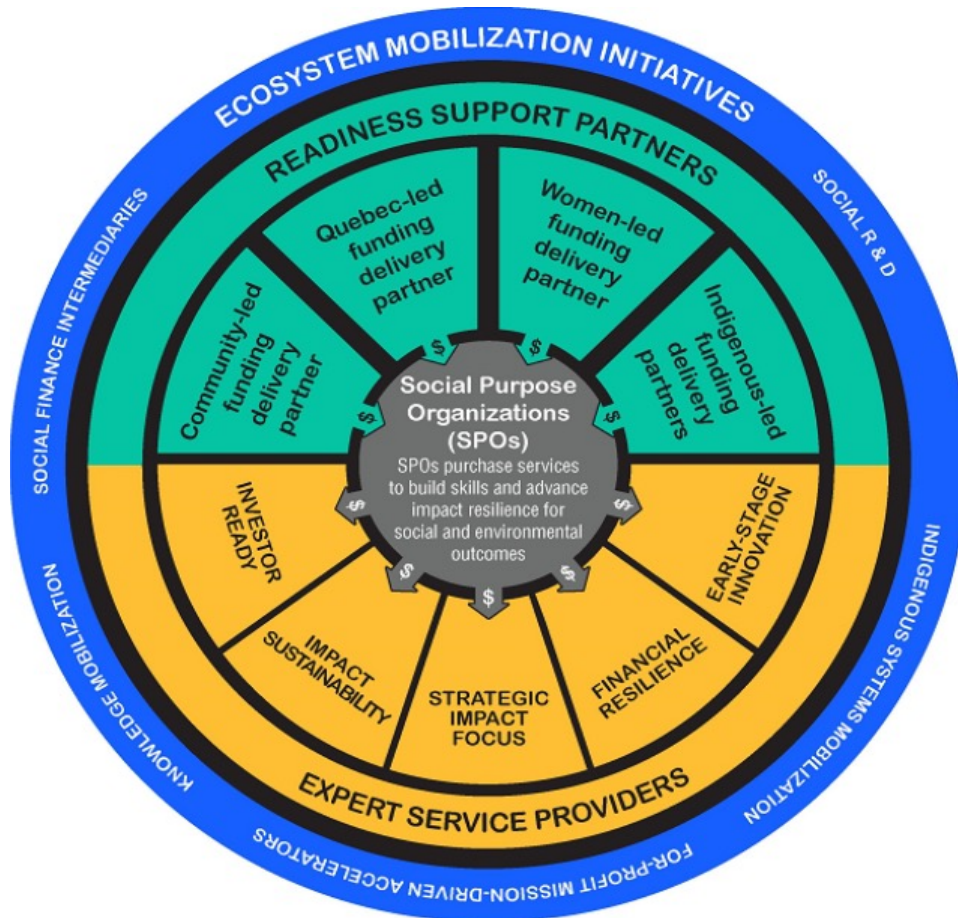 ECOSYSTEM MOBILIZATION INITIATIVES
SOCIAL R & D
INDIGENOUS SYSTEMS MOBILIZATION
FOR-PROFIT MISSION-DRIVEN ACCELERATORS
KNOWLEDGE MOBILIZATION
SOCIAL FINANCE INTERMEDIARIES
READINESS SUPPORT PARTNERS
Community-led
funding
delivery
partner
Quebec-led
funding
delivery
partner
Women-led
funding
delivery
partner
Indigenous-led
funding
delivery
partners
$
$
$
$
Social Purpose
Organizations
(SPOs)
SPOs purchase services
to build skills and advance
impact resilience for
social and environmental
outcomes
$
$
$
$
$
INVESTOR
READY
IMPACT
SUSTAINABILITY
STRATEGIC
IMPACT
FOCUS
FINANCIAL
RESILIENCE
EARLY-STAGE
INNOVATION
EXPERT SERVICE PROVIDERS